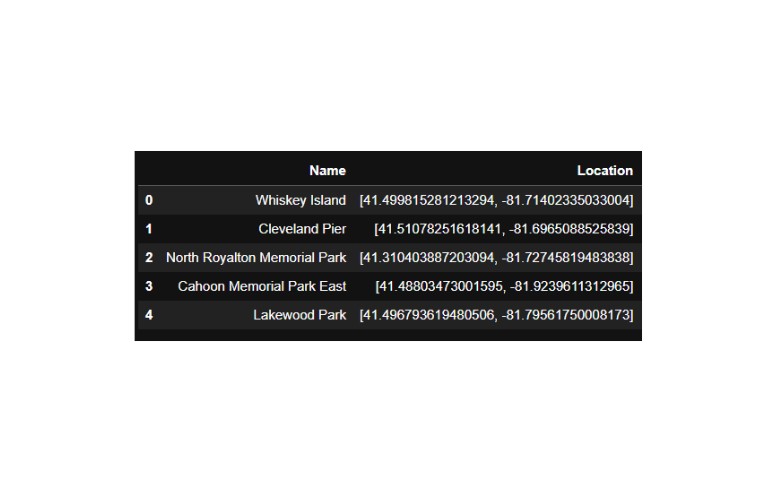 Name Location
0 Whiskey Island [41.499815281213294, -81.71402335033004]
1 Cleveland Pier [41.51078251618141, -81.6965088525839]
2 North Royalton Memorial Park [41.310403887203094, -81.72745819483838]
3 Cahoon Memorial Park East [41.48803473001595, -81.9239611312965]
4 Lakewood Park [41.496793619480506, -81.79561750008173]